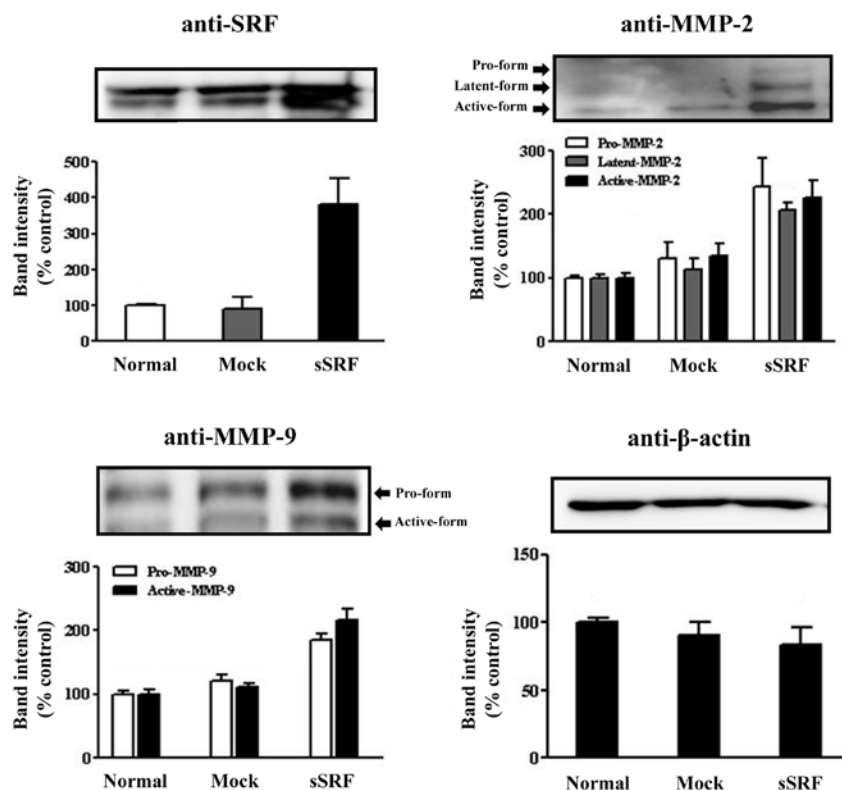 anti-SRF
Band intensity
(% control)
500
400
300
200
100
0
Normal Mock sSRF
anti-MMP-2
Pro-form
Latent-form
Active-form
Pro-MMP-2
Latent-MMP-2
Active-MMP-2
Band intensity
(% control)
300
200
100
0
Normal Mock sSRF
anti-MMP-9
Pro-form
Active-form
Pro-MMP-9
Active-MMP-9
Band intensity
(% control)
300
200
100
0
Normal Mock sSRF
anti-β-actin
Band intensity
(% control)
150
100
50
0
Normal Mock sSRF